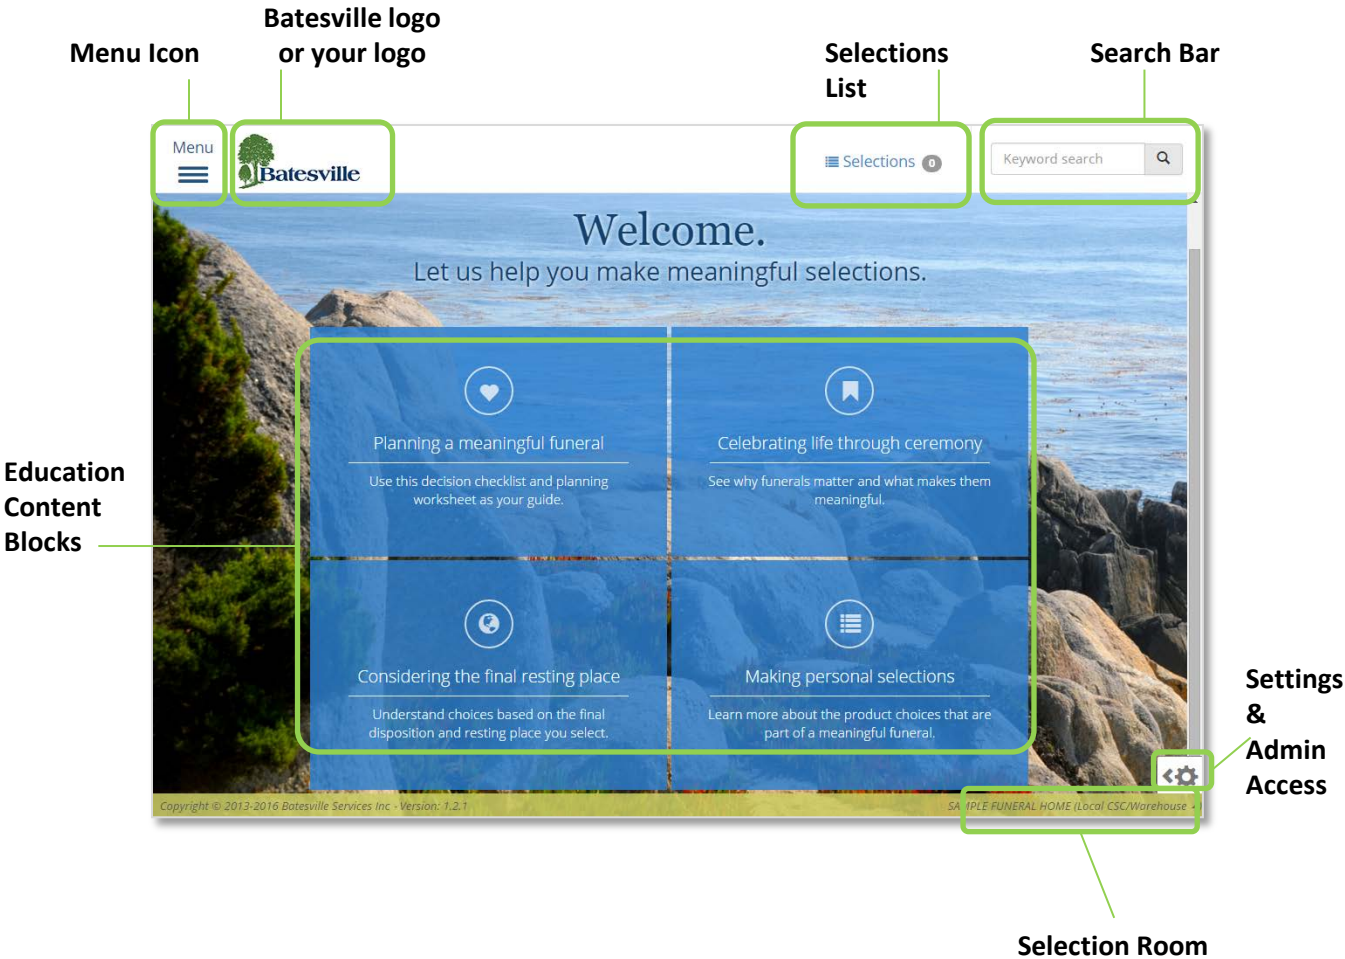 Batesville logo
or your logo
Menu Icon
Selections
List
Search Bar
Menu
Batesville
Selections 0
Keyword search
Welcome.
Let us help you make meaningful selections.
Planning a meaningful funeral
Use this decision checklist and planning
worksheet as your guide.
Celebrating life through ceremony
See why funerals matter and what makes them
meaningful.
Education
Content
Blocks
Considering the final resting place
Understand choices based on the final
disposition and resting place you select.
Making personal selections
Learn more about the product choices that are
part of a meaningful funeral.
Settings
&
Admin
Access
Copyright © 2013-2016 Batesville Services Inc - Version: 1.2.1
SAMPLE FUNERAL HOME (Local CSC/Warehouse
Selection Room